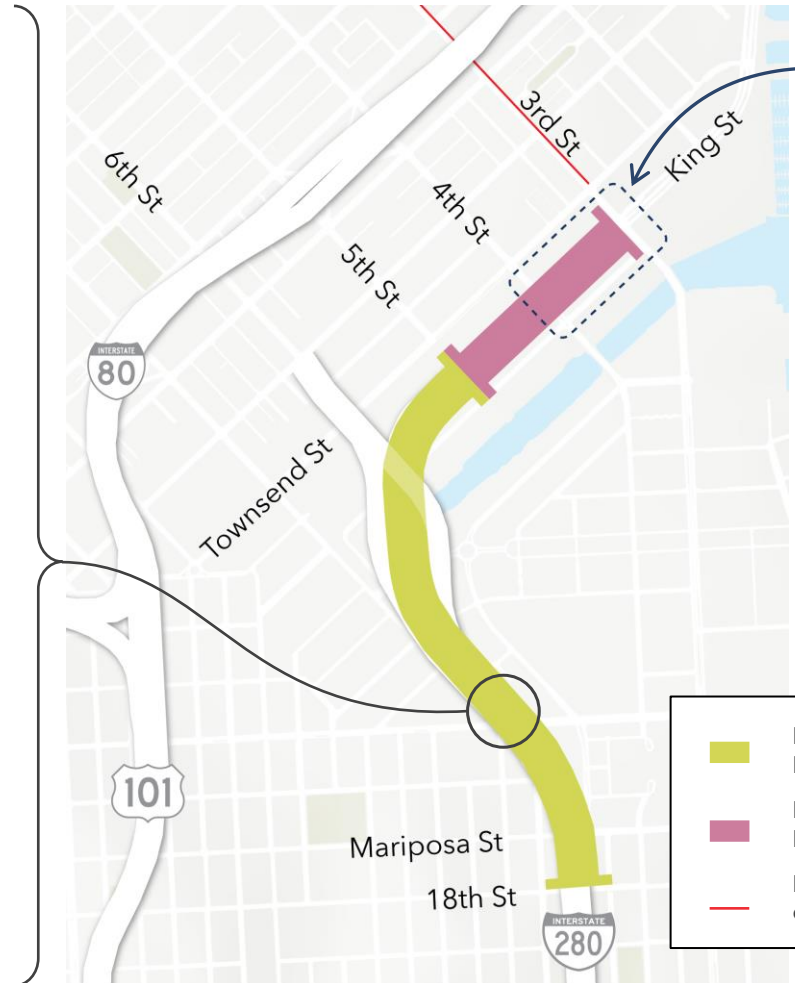 3rd St
King St
6th St
4th St
5th St
INTERSTATE
80
Townsend St
101
Mariposa St
18th St
INTERSTATE
280